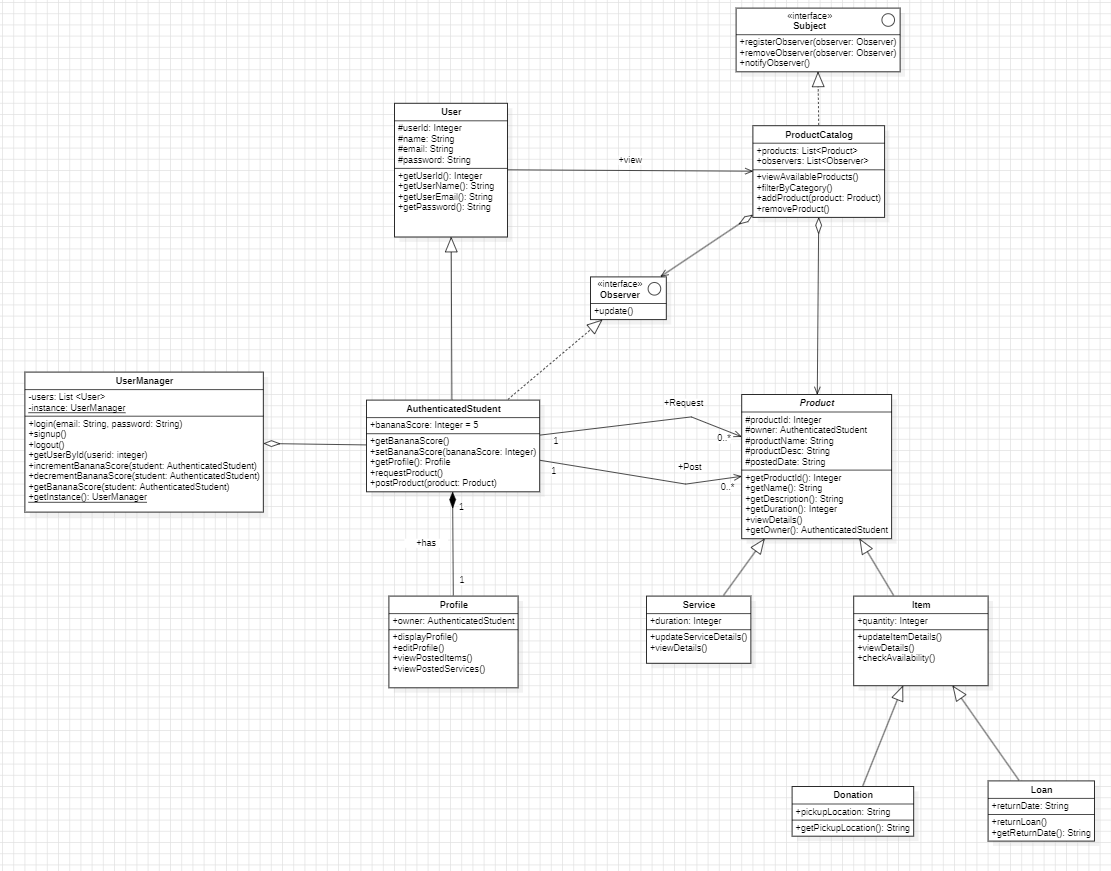 «interface»
Subject
+registerObserver(observer: Observer)
+removeObserver(observer: Observer)
+notifyObserver()
User
#userId: Integer
#name: String
#email: String
#password: String
+getUserId(): Integer
+getUserName(): String
+getUserEmail(): String
+getPassword(): String
+view
ProductCatalog
+products: List<Product>
+observers: List<Observer>
+viewAvailableProducts()
+filterByCategory()
+addProduct(product: Product)
+removeProduct()
«interface»
Observer
+update()
UserManager
-users: List <User>
-instance: UserManager
+login(email: String, password: String)
+signup()
+logout()
+getUserById(userid: integer)
+incrementBananaScore(student: AuthenticatedStudent)
+decrementBananaScore(student: AuthenticatedStudent)
+getBananaScore(student: AuthenticatedStudent)
+getInstance(): UserManager
AuthenticatedStudent
+bananaScore: Integer = 5
+getBananaScore()
+setBananaScore(bananaScore: Integer)
+getProfile(): Profile
+requestProduct()
+postProduct(product: Product)
+Request
1
0..*
+Post
1
0..*
Product
#productId: Integer
#owner: AuthenticatedStudent
#productName: String
#productDesc: String
#postedDate: String
+getProductId(): Integer
+getName(): String
+getDescription(): String
+getDuration(): Integer
+viewDetails()
+getOwner(): AuthenticatedStudent
1
+has
1
Profile
+owner: AuthenticatedStudent
+displayProfile()
+editProfile()
+viewPostedItems()
+viewPostedServices()
Service
+duration: Integer
+updateServiceDetails()
+viewDetails()
Item
+quantity: Integer
+updateItemDetails()
+viewDetails()
+checkAvailability()
Donation
+pickupLocation: String
+getPickupLocation(): String
Loan
+returnDate: String
+returnLoan()
+getReturnDate(): String